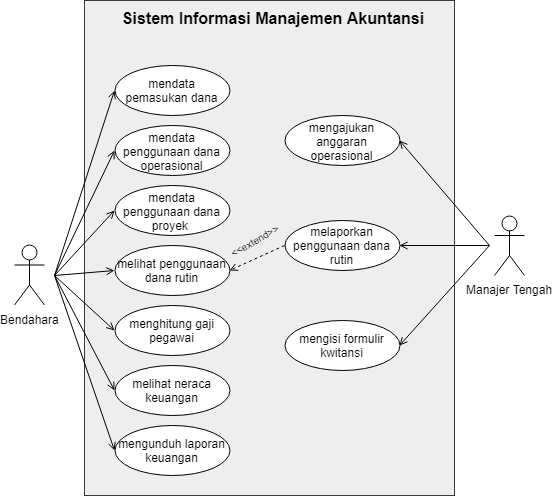 Sistem Informasi Manajemen Akuntansi
mendata
pemasukan dana
mendata
penggunaan dana
operasional
mendata
penggunaan dana
proyek
melihat penggunaan
dana rutin
menghitung gaji
pegawai
melihat neraca
keuangan
mengunduh laporan
keuangan
mengajukan
anggaran
operasional
<<extend>>
melaporkan
penggunaan dana
rutin
mengisi formulir
kwitansi
Bendahara
Manajer Tengah